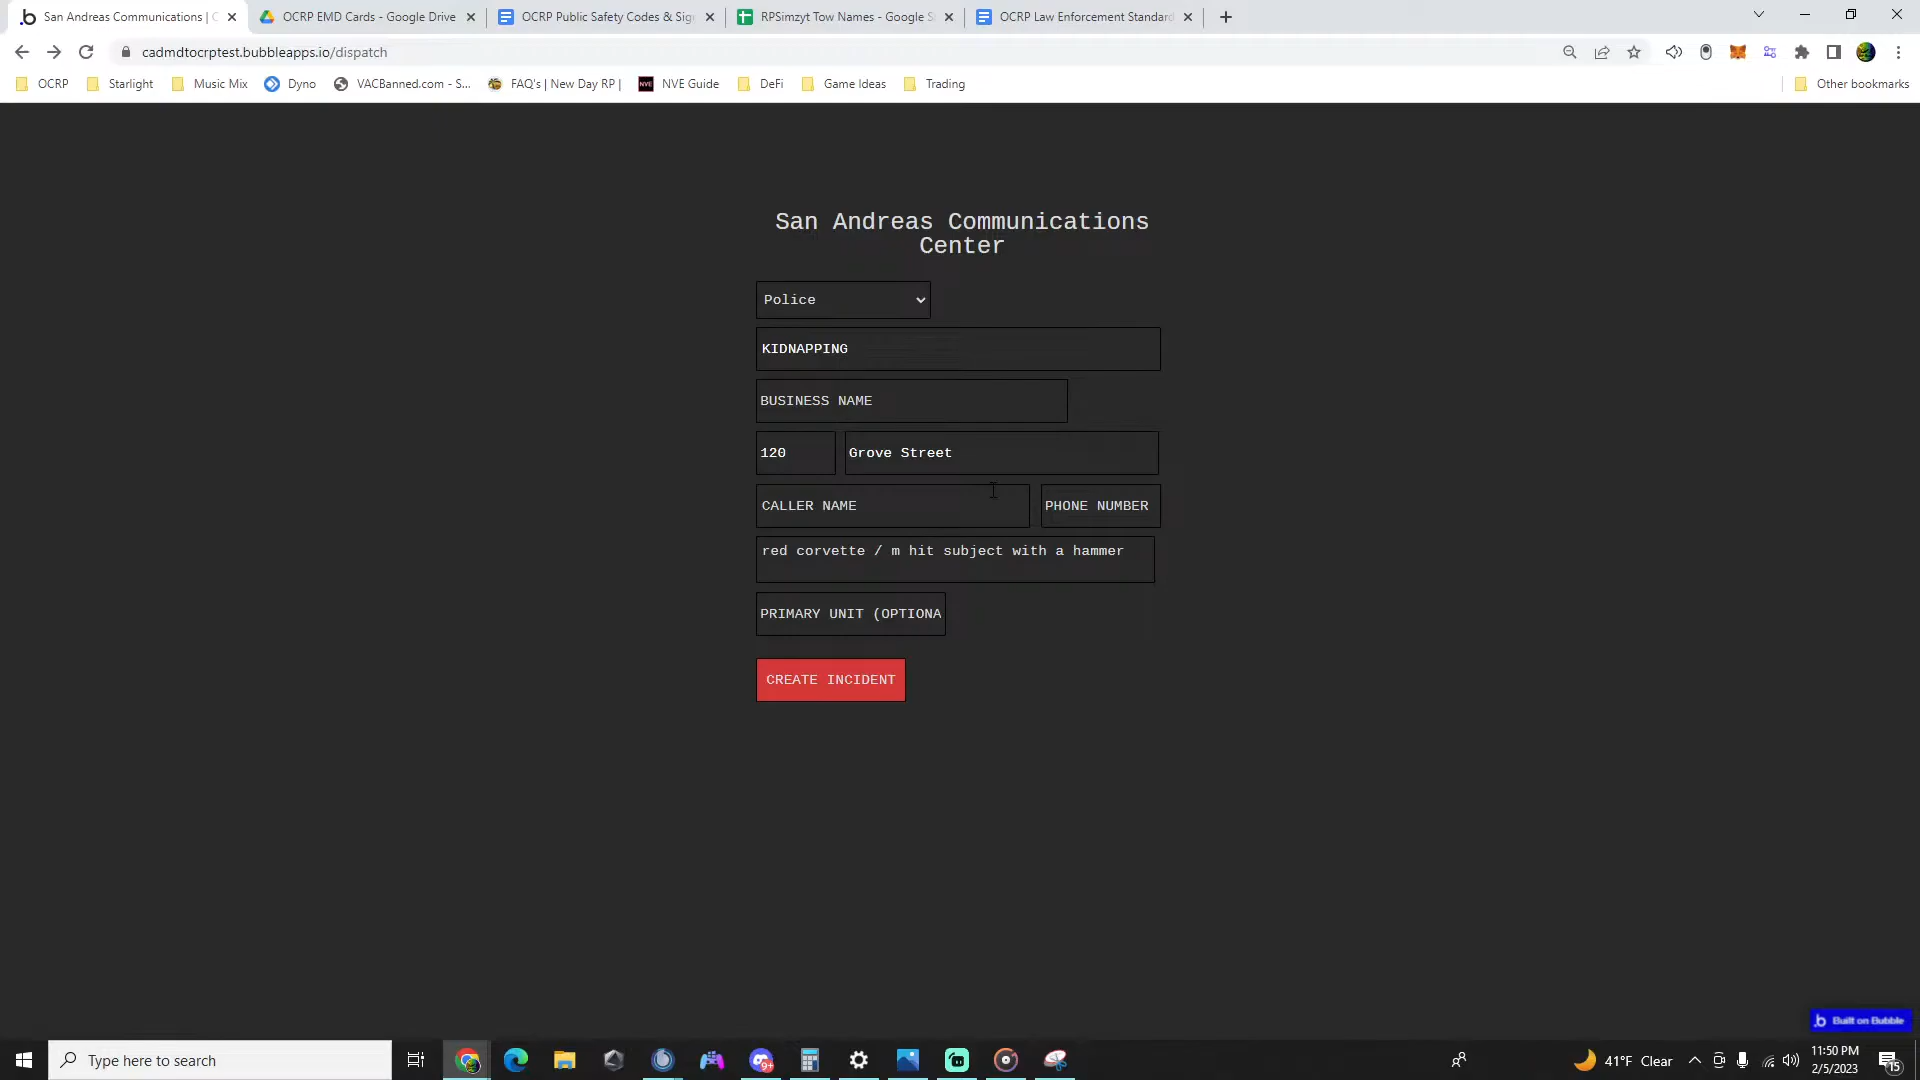 San Andreas Communications | C
OCRP EMD Cards - Google Drive
OCRP Public Safety Codes & Sig
RPSimzyt Tow Names - Google S
OCRP Law Enforcement Standard
cadmdtocrptest.bubbleapps.io/dispatch
OCRP
Starlight
Music Mix
Dyno
VACBanned.com - S...
FAQ's | New Day RP |
NVE
NVE Guide
DeFi
Game Ideas
Trading
Other bookmarks
San Andreas Communications
Center
Police
KIDNAPPING
BUSINESS NAME
120 Grove Street
CALLER NAME PHONE NUMBER
red corvette / m hit subject with a hammer
PRIMARY UNIT (OPTIONA
CREATE INCIDENT
Built on Bubble
Type here to search
9+
41°F Clear
11:50 PM
2/5/2023
15